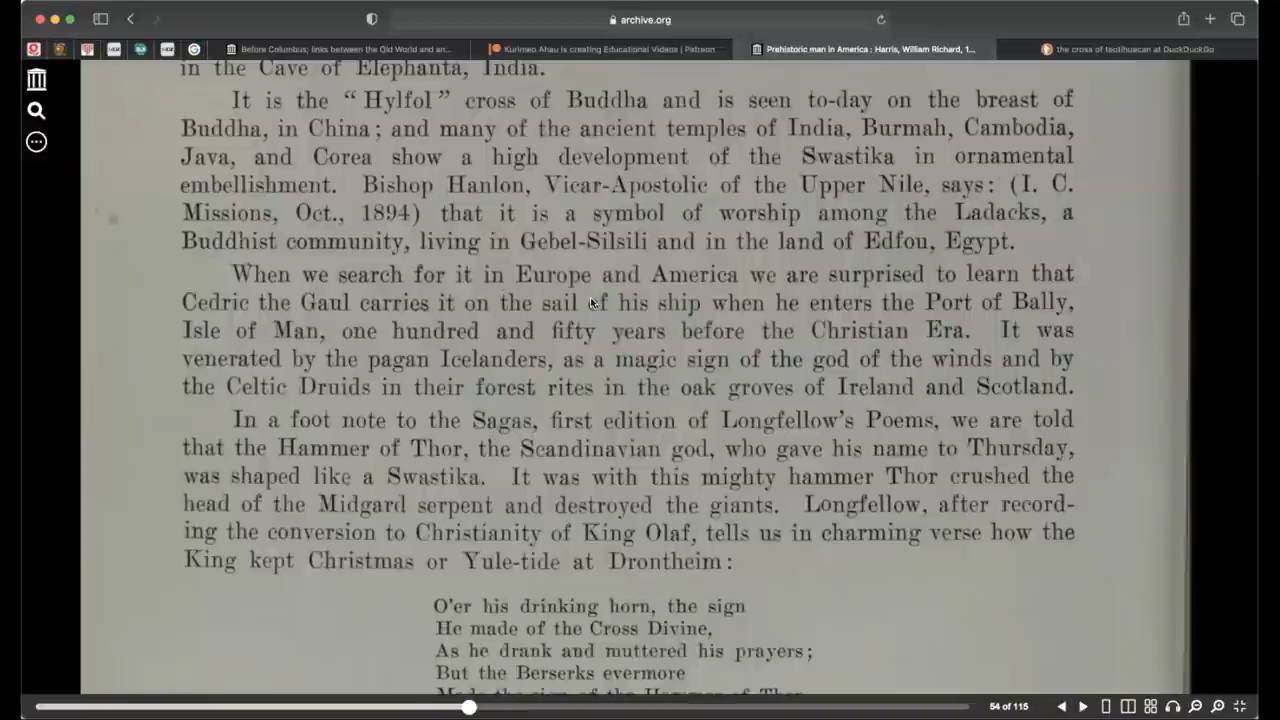 archive.org
Before Columbus; links between the Old World and an...
Kurimeo Ahau is creating Educational Videos | Patreon
Prehistoric man in America : Harris, William Richard, 1...
the cross of teotihuacan at DuckDuckGo
in the Cave of Elephanta, India.
It is the “Hylfol” cross of Buddha and is seen to-day on the breast of
Buddha, in China; and many of the ancient temples of India, Burmah, Cambodia,
Java, and Corea show a high development of the Swastika in ornamental
embellishment. Bishop Hanlon, Vicar-Apostolic of the Upper Nile, says: (I. C.
Missions, Oct., 1894) that it is a symbol of worship among the Ladacks, a
Buddhist community, living in Gebel-Silsili and in the land of Edfou, Egypt.
When we search for it in Europe and America we are surprised to learn that
Cedric the Gaul carries it on the sail of his ship when he enters the Port of Bally,
Isle of Man, one hundred and fifty years before the Christian Era. It was
venerated by the pagan Icelanders, as a magic sign of the god of the winds and by
the Celtic Druids in their forest rites in the oak groves of Ireland and Scotland.
In a foot note to the Sagas, first edition of Longfellow's Poems, we are told
that the Hammer of Thor, the Scandinavian god, who gave his name to Thursday,
was shaped like a Swastika. It was with this mighty hammer Thor crushed the
head of the Midgard serpent and destroyed the giants. Longfellow, after record-
ing the conversion to Christianity of King Olaf, tells us in charming verse how the
King kept Christmas or Yule-tide at Drontheim:
O'er his drinking horn, the sign
He made of the Cross Divine,
As he drank and muttered his prayers;
But the Berserks evermore
Made the sign of the Hammer of Thor
54 of 115